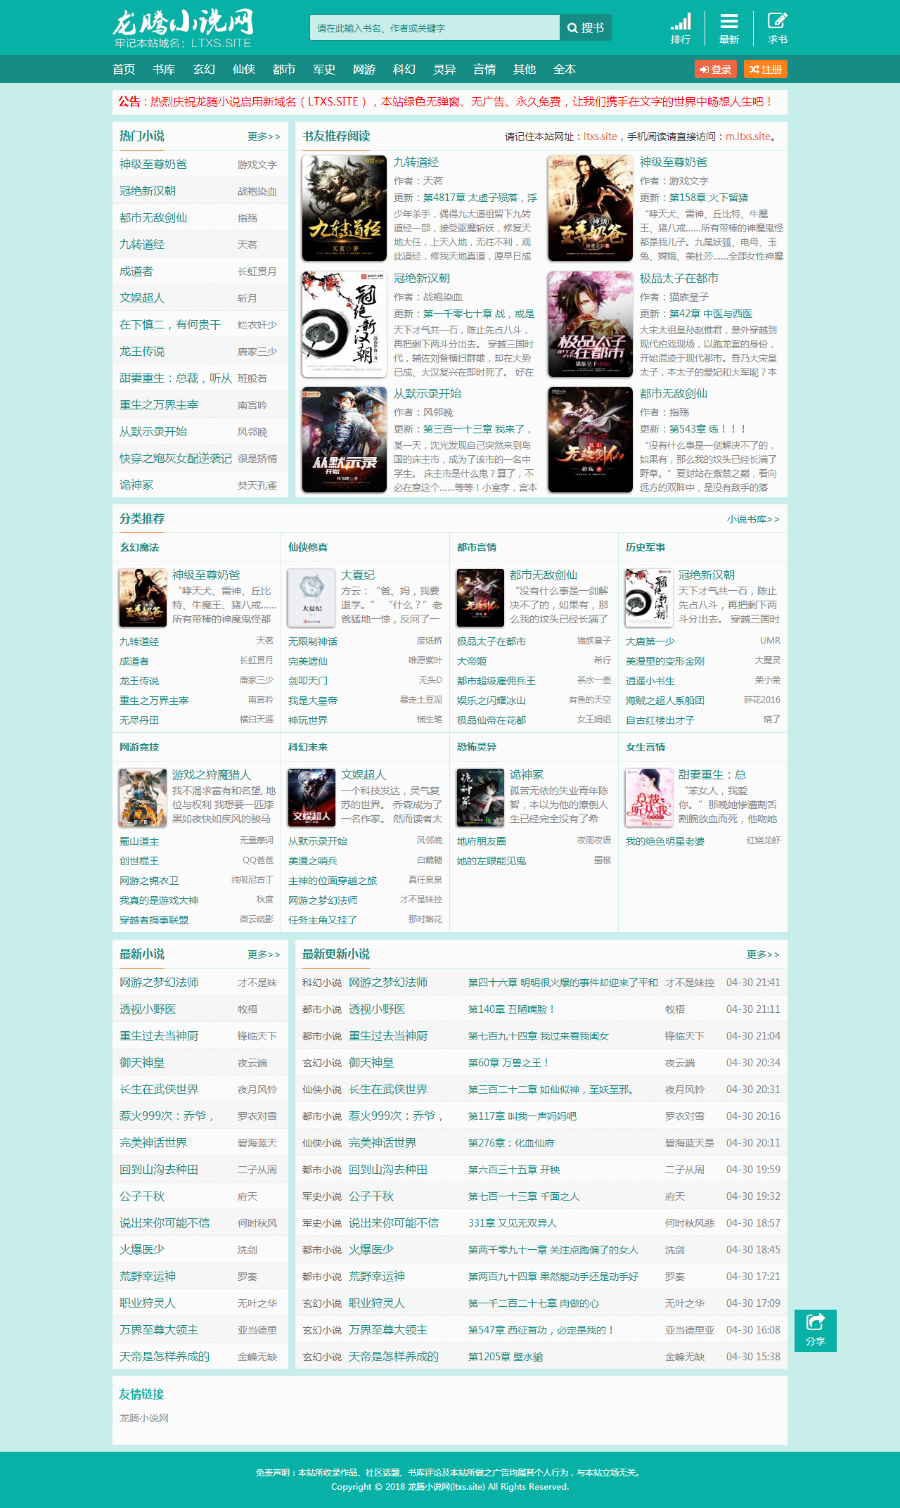 龙腾小说网
牢记本站域名：LTXS.SITE
请在此输入书名、作者或关键字
搜书
排行 最新 求书
首页 书库 玄幻 仙侠 都市 军史 网游 科幻 灵异 言情 其他 全本
登录 注册
公告：热烈庆祝龙腾小说启用新域名（LTXS.SITE），本站绿色无弹窗、无广告、永久免费，让我们携手在文字的世界中畅想人生吧！
热门小说 更多>>
神级至尊奶爸 游戏文字
冠绝新汉朝 战袍染血
都市无敌剑仙 指殇
九转道经 天茗
成道者 长虹贯月
文娱超人 斩月
在下慎二，有何贵干 烂衣奸少
龙王传说 唐家三少
甜妻重生：总裁，听从 班般若
重生之万界主宰 南宫吟
从默示录开始 风邻晚
快穿之炮灰女配逆袭记 很是矫情
诡神冢 焚天孔雀
书友推荐阅读 请记住本站网址：ltxs.site，手机阅读请直接访问：m.ltxs.site。
九转道经
作者：天茗
更新：第4817章 太虚子陨落，浮
少年杀手，偶得九大道祖留下九转
道经一部，接受驱魔斩妖，修复天
地大任，上天入地，无往不利，观
此道经，修我天地真道，愿早日成
神级至尊奶爸
作者：游戏文字
更新：第158章 火下留猪
“哮天犬、雷神、丘比特、牛魔
王、猪八戒……所有带棒的神魔怪
都是我儿子。九尾妖狐、电母、玉
兔、嫦娥、美杜莎……全部女性神魔
冠绝新汉朝
作者：战袍染血
更新：第一千零七十章 战，或是
天下才气共一石，陈止先占八斗，
再把剩下两斗分出去。 穿越三国时
代，辅佐刘备横扫群雄，却在大势
已成、大汉复兴在即时死了。 好在
极品太子在都市
作者：猫族皇子
更新：第42章 中医与西医
大宋太祖皇孙赵惟君，意外穿越到
现代拍戏现场，以跑龙套的身份，
开始混迹于现代都市。吾乃大宋皇
太子，本太子的爱妃和大军呢？本
从默示录开始
作者：风邻晚
更新：第三百一十三章 我来了，
某一天，沈光发现自己突然来到岛
国的床主市，成为了该市的一名中
学生。 床主市是什么鬼？算了，不
必在意这个……等等！小室孝，宫本
都市无敌剑仙
作者：指殇
更新：第543章 练！！！
“没有什么事是一剑解决不了的，
如果有，那么我的坟头已经长满了
野草。”夏封站在紫禁之巅，看向
远方的双眸中，是没有敌手的落
分类推荐 小说书库>>
玄幻魔法
神级至尊奶爸
“哮天犬、雷神、丘比
特、牛魔王、猪八戒……
所有带棒的神魔怪都
九转道经 天茗
成道者 长虹贯月
龙王传说 唐家三少
重生之万界主宰 南宫吟
无尽丹田 横扫天涯
仙侠修真
大夏纪
方云：“爸、妈，我要
退学。” “什么？”老
爸猛地一惊，反问了一
无限制神话
完美遮仙 唯愿紫叶
剑叩天门 无头D
我是大皇帝 暴走土豆泥
神玩世界 悯生笔
都市言情
都市无敌剑仙
“没有什么事是一剑解
决不了的，如果有，那
么我的坟头已经长满了
极品太子在都市 猫族皇子
大帝姬 希行
都市超级雇佣兵王 茶水一壶
娱乐之闪耀冰山 有鱼的天空
极品仙帝在花都 女王娟姐
历史军事
冠绝新汉朝
天下才气共一石，陈止
先占八斗，再把剩下两
斗分出去。 穿越三国时
大唐第一少 UMR
美漫里的变形金刚 大魔灵
逍遥小书生 荣小荣
海贼之超人系船团 碎花2016
自古红楼出才子 晴了
网游竞技
游戏之狩魔猎人
我不渴求富有和名望, 地
位与权利 我想要一匹漆
黑如夜快如疾风的骏马
蜀山道主 无量摩诃
创世棍王 QQ爸爸
网游之锦衣卫 纯吸尼古丁
我真的是游戏大神 秋度
穿越者搞事联盟 微云疏影
科幻未来
文娱超人
一个科技发达，灵气复
苏的世界。 乔森成为了
一名作家。 然而读者太
从默示录开始 风邻晚
美漫之哨兵 白糖糖
主神的位面穿越之旅 真任泉泉
网游之梦幻法师 才不是妹控
任务主角又挂了 那时烟花
恐怖灵异
诡神冢
孤苦无依的失业青年陈
智，本以为他的潦倒人
生已经完全没有了希
地府朋友圈 夜雨夜语
她的左眼能见鬼 蜀椒
女生言情
甜妻重生：总
“笨女人，我爱
你。”那晚她惨遭割舌
割腕放血而死，他吻她
我的绝色明星老婆 红烧龙虾
最新小说 更多>>
网游之梦幻法师 才不是妹
透视小野医 牧梧
重生过去当神厨 锋临天下
御天神皇 夜云端
长生在武侠世界 夜月风铃
惹火999次：乔爷， 罗衣对雪
完美神话世界 碧海蓝天
回到山沟去种田 二子从周
公子千秋 府天
说出来你可能不信 何时秋风
火爆医少 洗剑
荒野幸运神 罗秦
职业狩灵人 无叶之华
万界至尊大领主 亚当德里
天帝是怎样养成的 金蜂无缺
最新更新小说 更多>>
科幻小说 网游之梦幻法师 第四十六章 明明很火爆的事件却迎来了平和 才不是妹控 04-30 21:41
都市小说 透视小野医 第140章 丑陋嘴脸！ 牧梧 04-30 21:11
都市小说 重生过去当神厨 第七百九十四章 我过来看我闺女 锋临天下 04-30 21:04
玄幻小说 御天神皇 第60章 万兽之王！ 夜云端 04-30 20:34
仙侠小说 长生在武侠世界 第三百二十二章 如仙似神，至妖至邪。 夜月风铃 04-30 20:31
都市小说 惹火999次：乔爷， 第117章 叫我一声妈妈吧 罗衣对雪 04-30 20:16
仙侠小说 完美神话世界 第276章：化血仙府 碧海蓝天是 04-30 20:11
都市小说 回到山沟去种田 第六百三十五章 开秧 二子从周 04-30 19:59
军史小说 公子千秋 第七百一十三章 千面之人 府天 04-30 19:32
军史小说 说出来你可能不信 331章 又见无双异人 何时秋风悲 04-30 18:57
都市小说 火爆医少 第两千零九十一章 关注点跑偏了的女人 洗剑 04-30 18:45
都市小说 荒野幸运神 第两百九十四章 果然能动手还是动手好 罗秦 04-30 17:21
玄幻小说 职业狩灵人 第一千二百二十七章 肉做的心 无叶之华 04-30 17:09
玄幻小说 万界至尊大领主 第547章 西征首功，必定是我的！ 亚当德里亚 04-30 16:08
玄幻小说 天帝是怎样养成的 第1205章 壁水㺄 金蜂无缺 04-30 15:38
分享
友情链接
龙腾小说网
免责声明：本站所收录作品、社区话题、书库评论及本站所做之广告均属其个人行为，与本站立场无关。
Copyright © 2018 龙腾小说网(ltxs.site) All Rights Reserved.